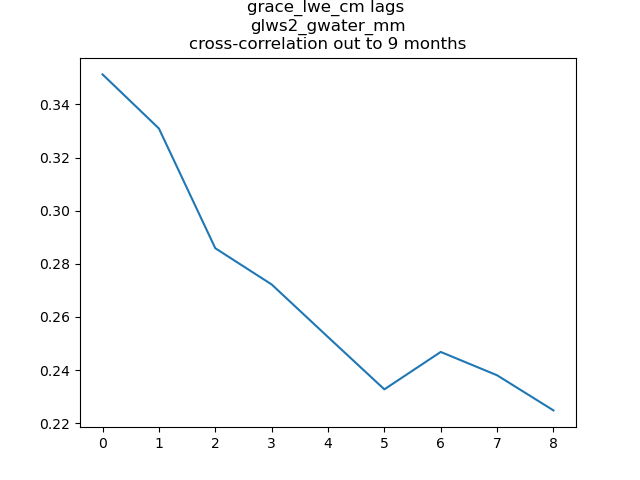 grace_lwe_cm lags
glws2_gwater_mm
cross-correlation out to 9 months
0.34
0.32
0.30
0.28
0.26
0.24
0.22
0 1 2 3 4 5 6 7 8